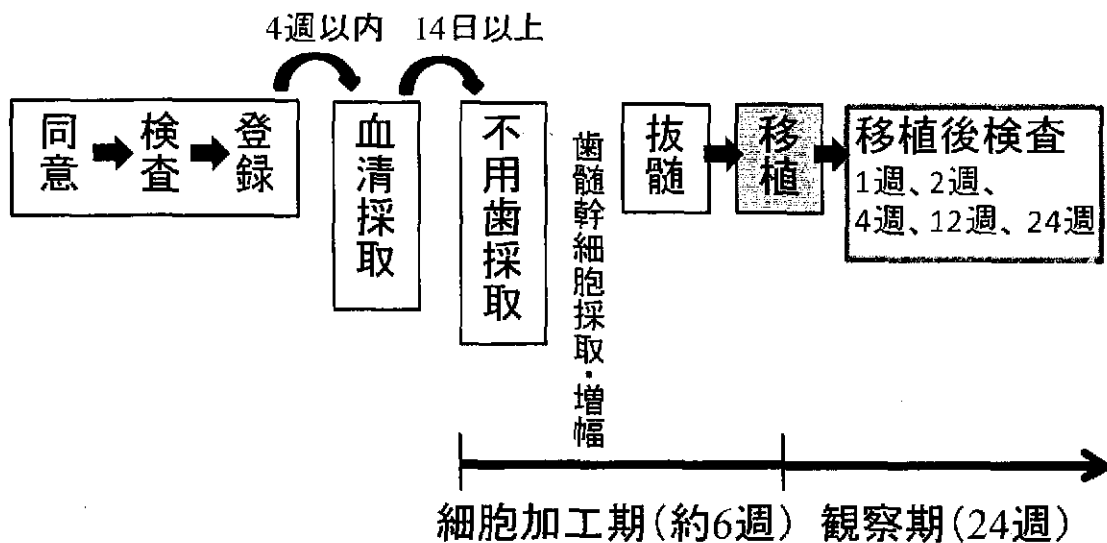 4週以内 14日以上
同意
検査
登録
血清採取
不用歯採取
歯髄幹細胞採取・増幅
抜髄
移植
移植後検査
1週、2週、
4週、12週、24週
細胞加工期(約6週) 観察期(24週)